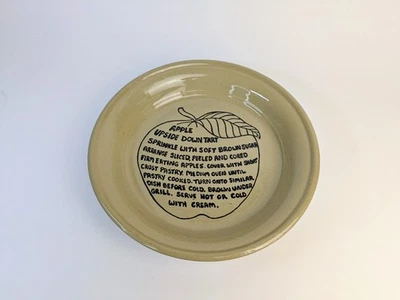 APPLE
UPSIDE DOWN TART
SPRINKLE WITH SOFT BROWN SUGAR
ARRANGE SLICED, PEELED AND CORED
FIRM EATING APPLES. COVER WITH SHORT
CRUST PASTRY. MEDIUM OVEN UNTIL
PASTRY COOKED. TURN ONTO SIMILAR
DISH BEFORE COLD. BROWN UNDER
GRILL. SERVE HOT OR COLD
WITH CREAM.